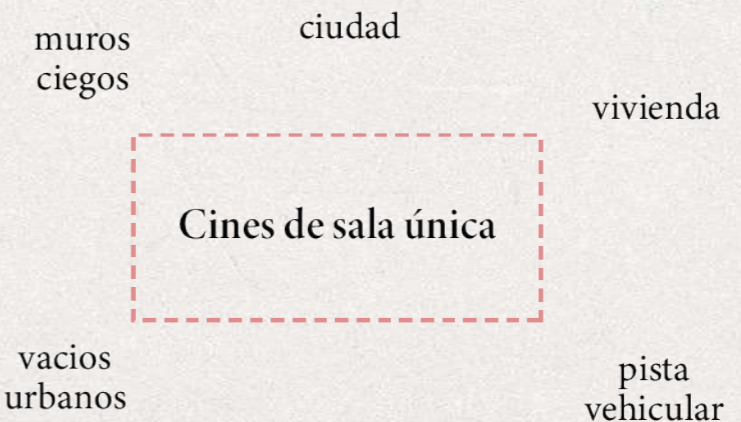 ciudad
muros
ciegos
vivienda
Cines de sala única
vacios
urbanos
pista
vehicular